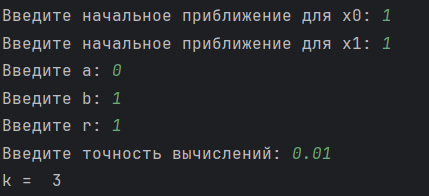 Введите начальное приближение для x0: 1
Введите начальное приближение для x1: 1
Введите a: 0
Введите b: 1
Введите r: 1
Введите точность вычислений: 0.01
k =  3